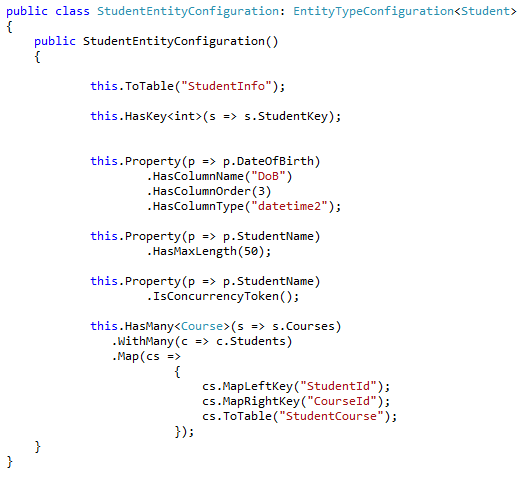 public class StudentEntityConfiguration: EntityTypeConfiguration<Student>
{
    public StudentEntityConfiguration()
    {
            this.ToTable("StudentInfo");
            this.HasKey<int>(s => s.StudentKey);
            this.Property(p => p.DateOfBirth)
                    .HasColumnName("DoB")
                    .HasColumnOrder(3)
                    .HasColumnType("datetime2");
            this.Property(p => p.StudentName)
                    .HasMaxLength(50);
            this.Property(p => p.StudentName)
                    .IsConcurrencyToken();
            this.HasMany<Course>(s => s.Courses)
               .WithMany(c => c.Students)
               .Map(cs =>
                        {
                            cs.MapLeftKey("StudentId");
                            cs.MapRightKey("CourseId");
                            cs.ToTable("StudentCourse");
                        });
    }
}